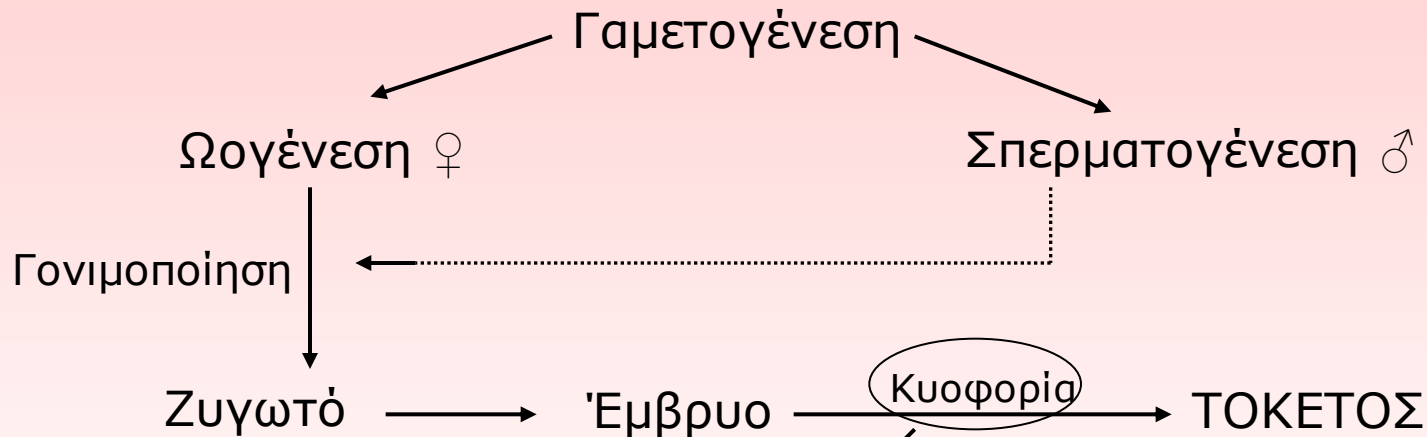 Γαμετογένεση
Ωογένεση ♀
Σπερματογένεση ♂
Γονιμοποίηση
Ζυγωτό
Έμβρυο
Κυοφορία
ΤΟΚΕΤΟΣ